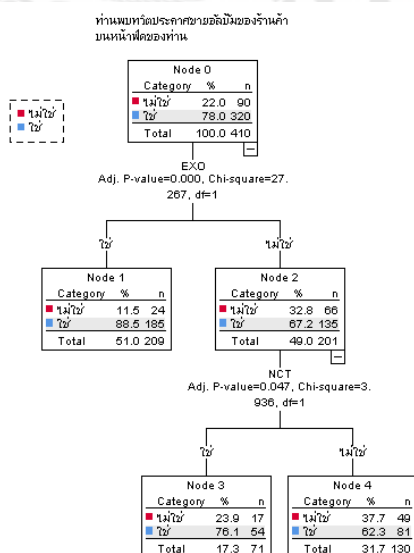 ท่านพบทวิตประกาศขายอัลบั้มของร้านค้า
บนหน้าฟีดของท่าน
ไม่ใช่
ใช่
Node 0
Category % n
ไม่ใช่ 22.0 90
ใช่ 78.0 320
Total 100.0 410
EXO
Adj. P-value=0.000, Chi-square=27.
267, df=1
ใช่ ไม่ใช่
Node 1
Category % n
ไม่ใช่ 11.5 24
ใช่ 88.5 185
Total 51.0 209
Node 2
Category % n
ไม่ใช่ 32.8 66
ใช่ 67.2 135
Total 49.0 201
NCT
Adj. P-value=0.047, Chi-square=3.
936, df=1
ใช่ ไม่ใช่
Node 3
Category % n
ไม่ใช่ 23.9 17
ใช่ 76.1 54
Total 17.3 71
Node 4
Category % n
ไม่ใช่ 37.7 49
ใช่ 62.3 81
Total 31.7 130